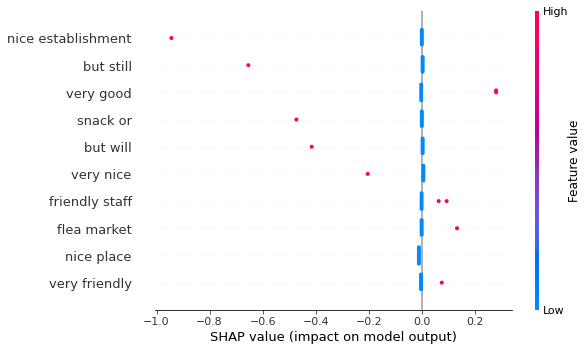 High
nice establishment
but still
very good
snack or
but will
very nice
friendly staff
flea market
nice place
very friendly
Feature value
Low
−1.0 −0.8 −0.6 −0.4 −0.2 0.0 0.2
SHAP value (impact on model output)